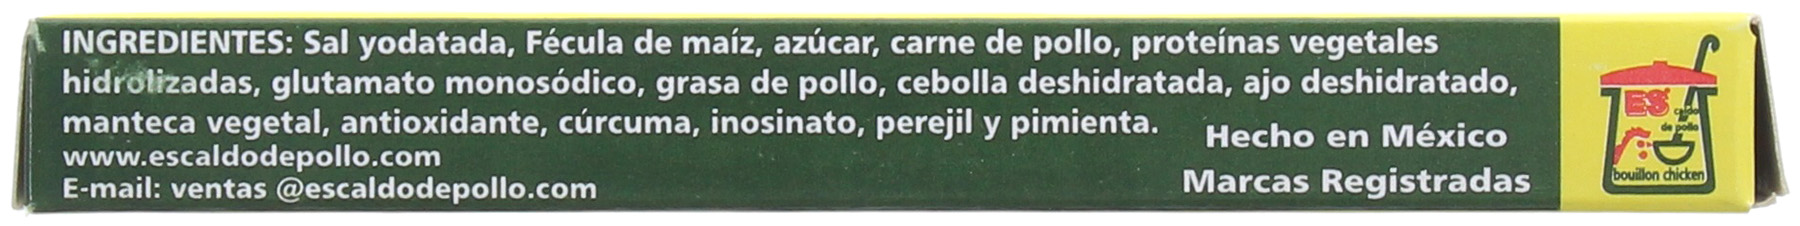 INGREDIENTES: Sal yodatada, Fécula de maíz, azúcar, carne de pollo, proteínas vegetales
hidrolizadas, glutamato monosódico, grasa de pollo, cebolla deshidratada, ajo deshidratado,
manteca vegetal, antioxidante, cúrcuma, inosinato, perejil y pimienta.
www.escaldodepollo.com
E-mail: ventas @escaldodepollo.com
Hecho en México
Marcas Registradas
ES
caldo
de pollo
bouillon chicken